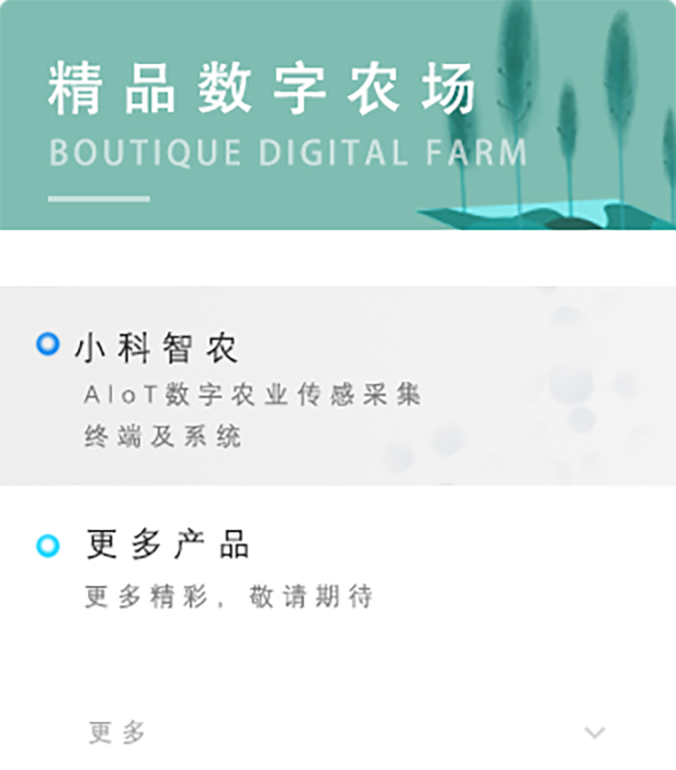 精品数字农场
BOUTIQUE DIGITAL FARM
小科智农
AIoT数字农业传感采集
终端及系统
更多产品
更多精彩，敬请期待
更多